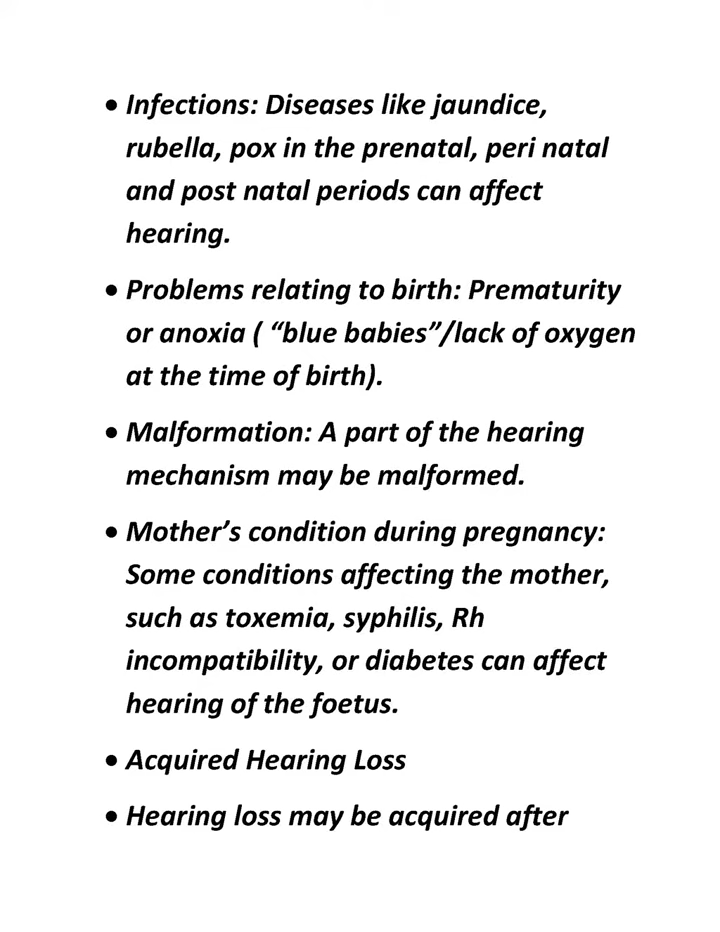 • Infections: Diseases like jaundice,
rubella, pox in the prenatal, peri natal
and post natal periods can affect
hearing.
• Problems relating to birth: Prematurity
or anoxia ( “blue babies”/lack of oxygen
at the time of birth).
• Malformation: A part of the hearing
mechanism may be malformed.
• Mother’s condition during pregnancy:
Some conditions affecting the mother,
such as toxemia, syphilis, Rh
incompatibility, or diabetes can affect
hearing of the foetus.
• Acquired Hearing Loss
• Hearing loss may be acquired after